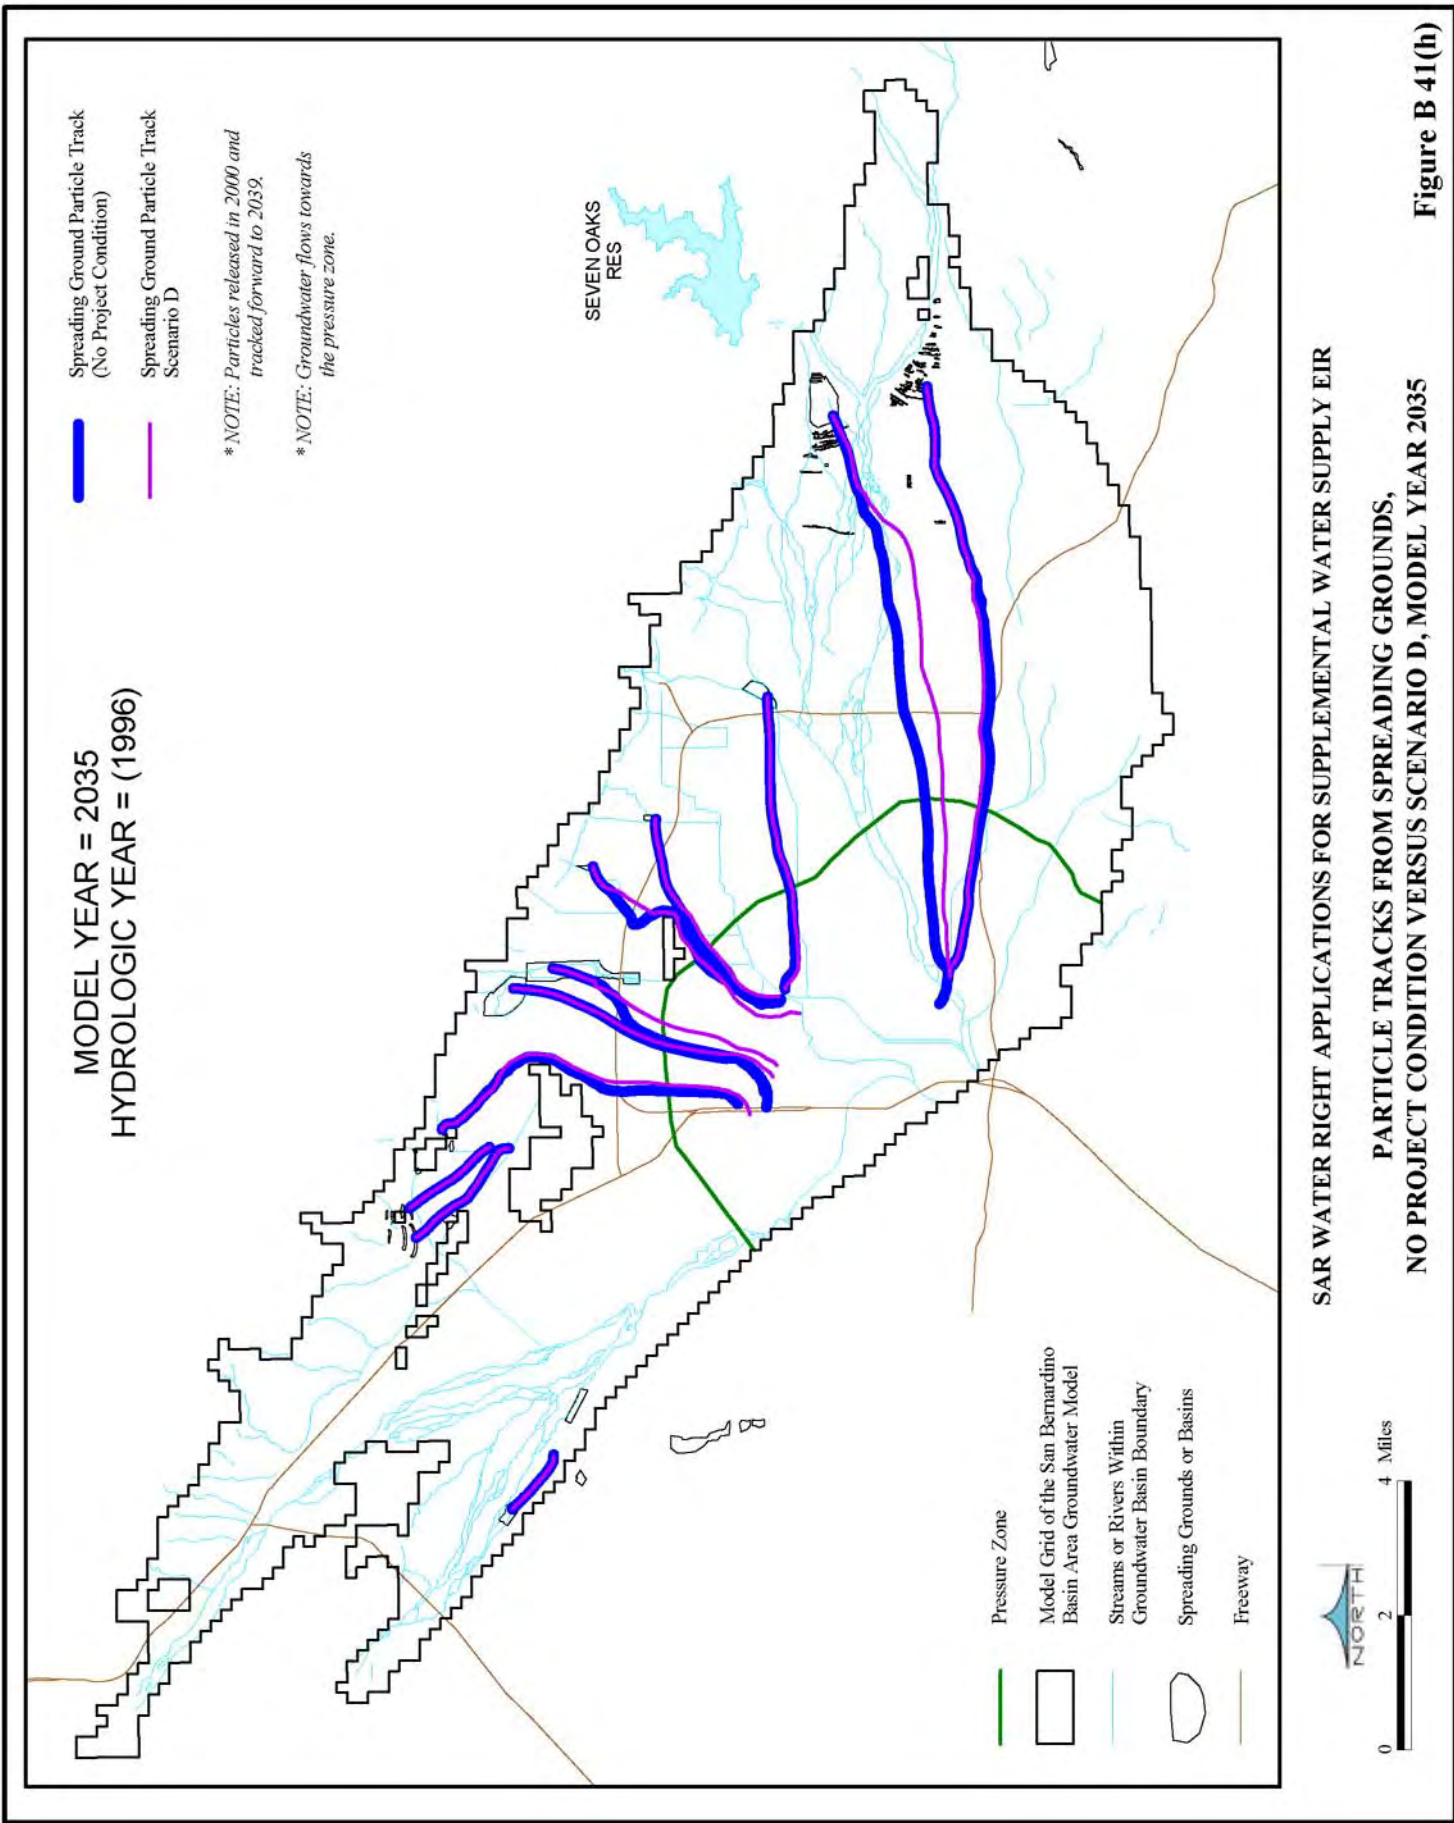 MODEL YEAR = 2035
HYDROLOGIC YEAR = (1996)
Spreading Ground Particle Track
(No Project Condition)
Spreading Ground Particle Track
Scenario D
* NOTE: Particles released in 2000 and
tracked forward to 2039.
* NOTE: Groundwater flows towards
the pressure zone.
SEVEN OAKS
RES
Pressure Zone
Model Grid of the San Bernardino
Basin Area Groundwater Model
Streams or Rivers Within
Groundwater Basin Boundary
Spreading Grounds or Basins
Freeway
NORTH
0 2 4 Miles
SAR WATER RIGHT APPLICATIONS FOR SUPPLEMENTAL WATER SUPPLY EIR
PARTICLE TRACKS FROM SPREADING GROUNDS,
NO PROJECT CONDITION VERSUS SCENARIO D, MODEL YEAR 2035
Figure B 41(h)